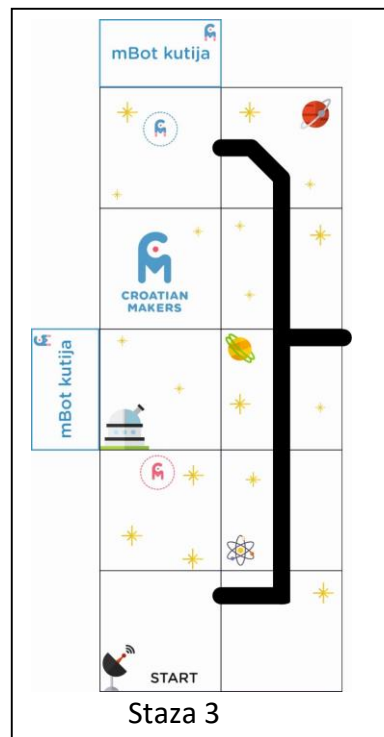 mBot kutija
CROATIAN
MAKERS
mBot kutija
START
Staza 3